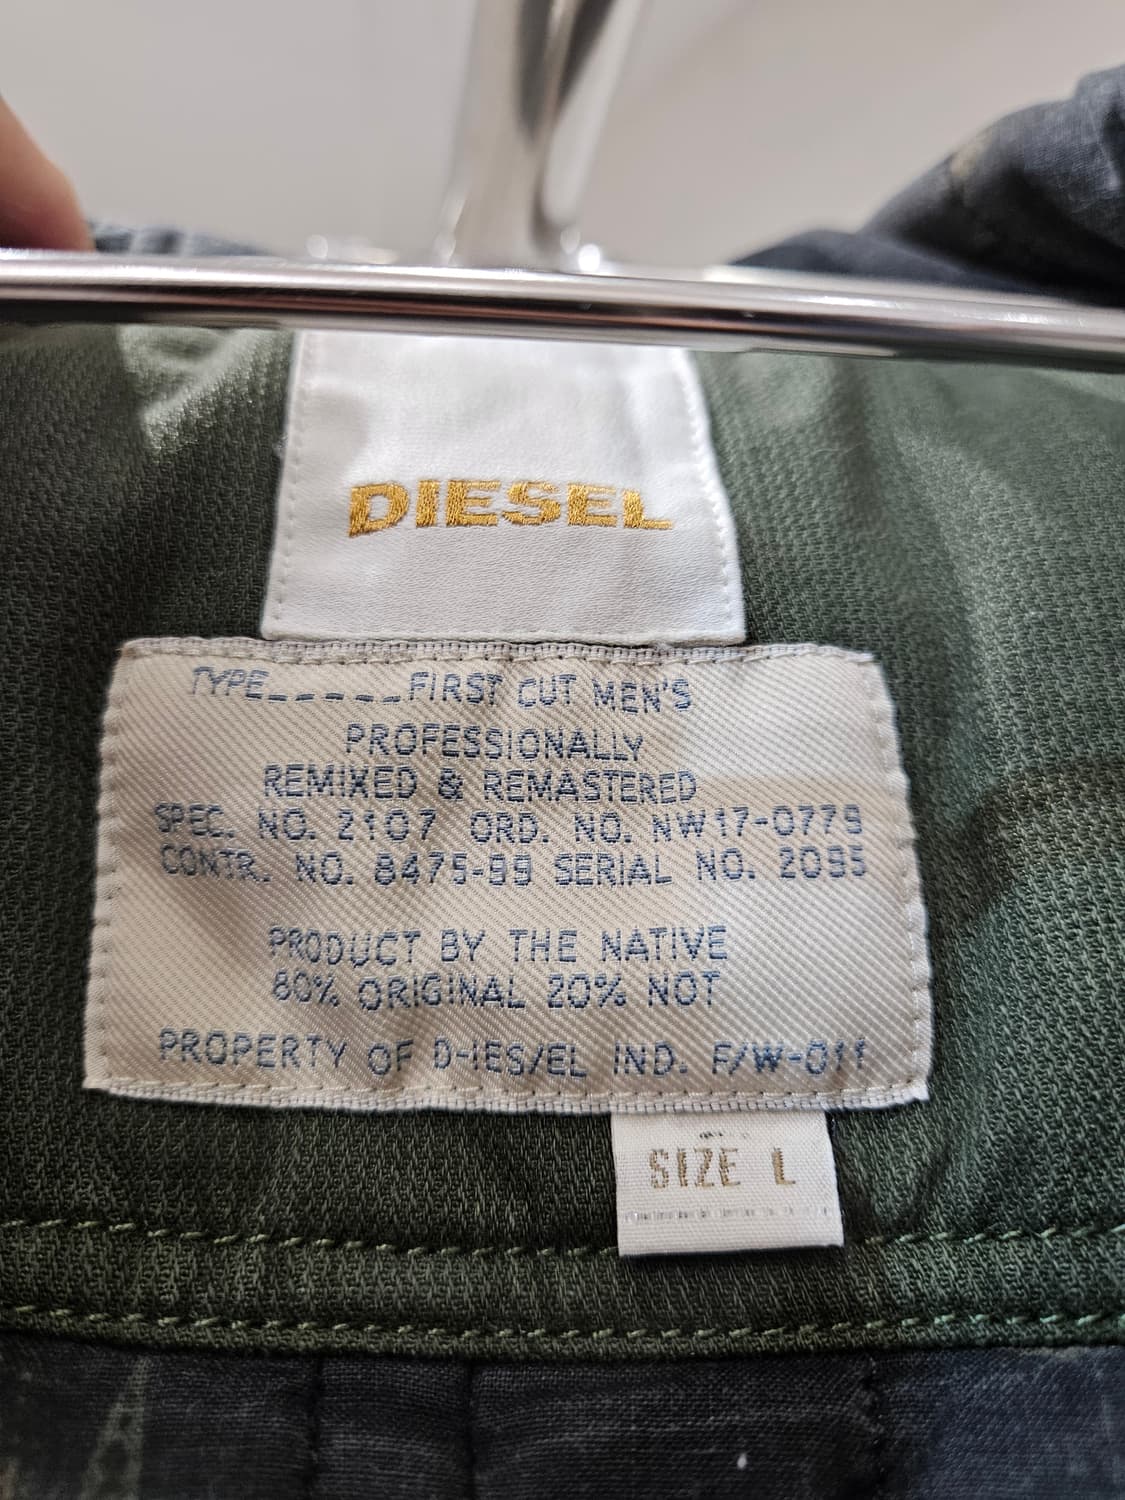 DIESEL
TYPE_____FIRST CUT MEN'S
PROFESSIONALLY
REMIXED & REMASTERED
SPEC. NO. 2107 ORD. NO. NW17-0779
CONTR. NO. 8475-99 SERIAL NO. 2095
PRODUCT BY THE NATIVE
80% ORIGINAL 20% NOT
PROPERTY OF D-IES/EL IND. F/W-011
SIZE L